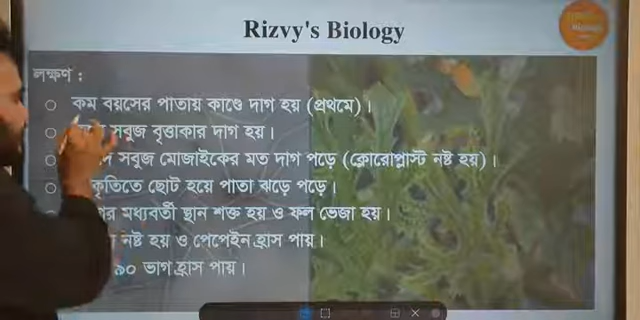 Rizvy's Biology
লক্ষণ :
কম বয়সের পাতায় কাণ্ডে দাগ হয় (প্রথমে)।
সবুজ বৃত্তাকার দাগ হয়।
সবুজ মোজাইকের মত দাগ পড়ে (ক্লোরোপ্লাস্ট নষ্ট হয়)।
ছোট হয়ে পাতা ঝড়ে পড়ে।
মধ্যবর্তী স্থান শক্ত হয় ও ফল ভেজা হয়।
নষ্ট হয় ও পেপেইন হ্রাস পায়।
৯০ ভাগ হ্রাস পায়।